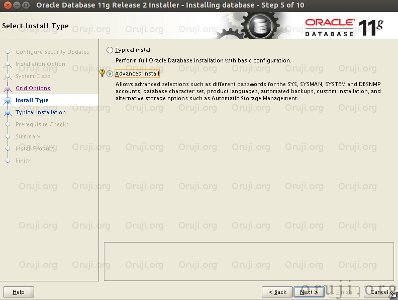 Oracle Database 11g Release 2 Installer - Installing database - Step 5 of 10
Select Install Type
ORACLE
DATABASE
11g
Configure Security Updates
Installation Option
System Class
Grid Options
Install Type
Typical Installation
Prerequisite Checks
Summary
Install Product
Finish
Typical install
Perform full Oracle Database installation with basic configuration.
Advanced install
Allows advanced selections such as different passwords for the SYS, SYSMAN, SYSTEM and DBSNMP
accounts, database character set, product languages, automated backups, custom installation, and
alternative storage options such as Automatic Storage Management.
Help
< Back
Next >
Cancel
Oruji.org
oruji.org